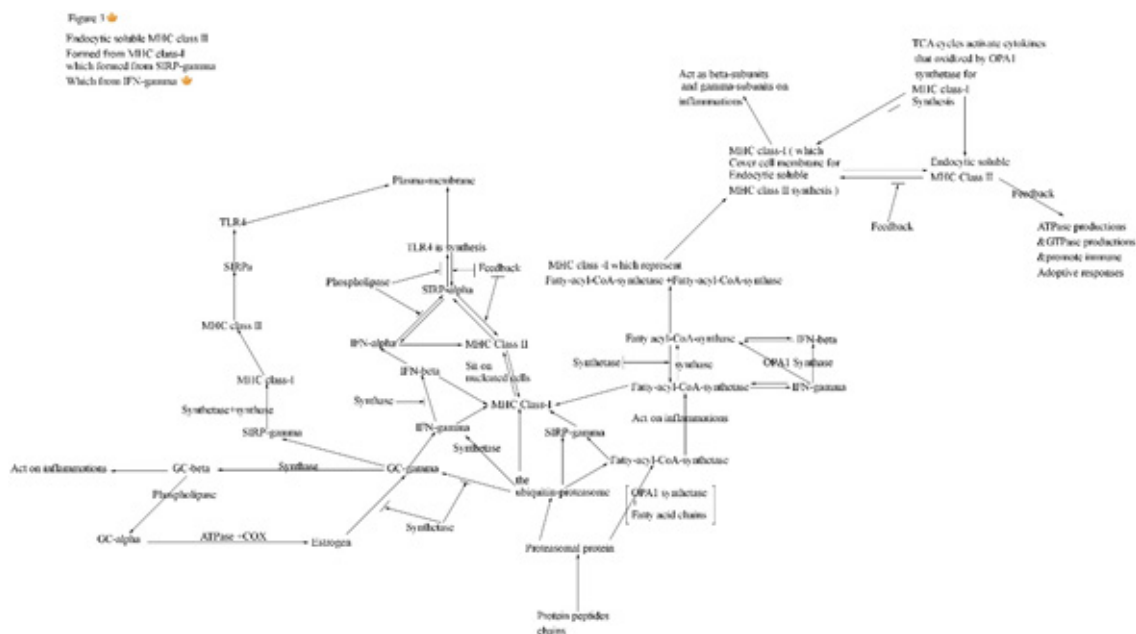 Figure 3
Endocytic soluble MHC class II
Formed from MHC class-I
which formed from SIRP-gamma
Which from IFN-gamma
TCA cycles activate cytokines
that oxidized by OPA1
synthetase for
MHC class-I
Synthesis
Act as beta-subunits
and gamma-subunits on
inflammations
MHC class-I ( which
Cover cell membrane for
Endocytic soluble
MHC class II synthesis )
Endocytic soluble
MHC Class II
Feedback
Feedback
ATPase productions
&GTPase productions
&promote immune
Adoptive responses
Plasma-membrane
TLR4
TLR4 is synthesis
SIRPα
Phospholipase
Feedback
SIRP-alpha
MHC class -I which represent
Fatty-acyl-CoA-synthetase +Fatty-acyl-CoA-synthase
MHC class II
IFN-alpha
MHC Class II
Fatty acyl-CoA-synthase
IFN-beta
Synthetase
synthase
OPA1 Synthase
Sit on
nucleated cells
MHC class-I
IFN-beta
Fatty-acyl-CoA-synthetase
IFN-gamma
Synthetase+synthase
Synthase
MHC Class-I
Act on inflammations
SIRP-gamma
IFN-gamma
SIRP-gamma
Synthetase
Fatty-acyl-CoA-synthetase
Act on inflammations
GC-beta
Synthase
GC-gamma
the
ubiquitin-proteasome
OPA1 synthetase
&
Fatty acid chains
Phospholipase
Synthetase
GC-alpha
ATPase +COX
Estrogen
Proteasomal protein
Protein peptides
chains